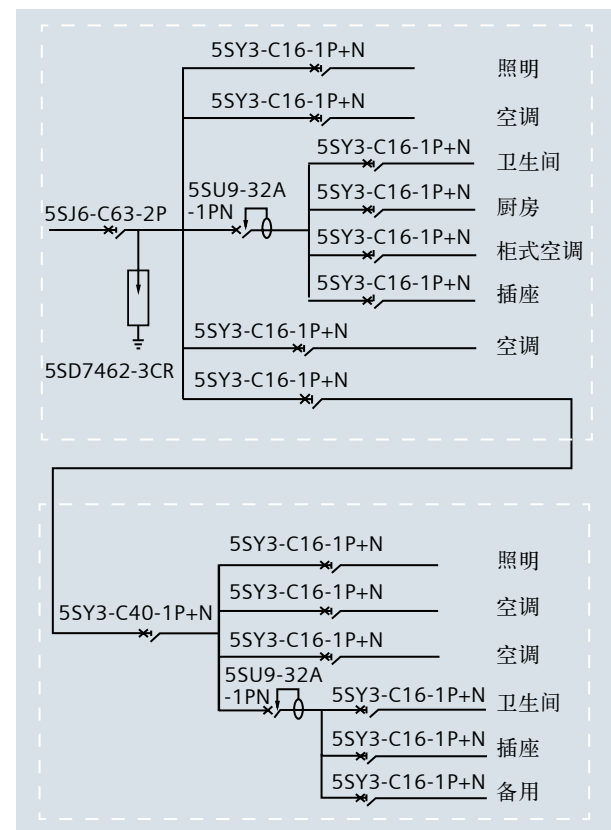 5SY3-C16-1P+N 照明
5SY3-C16-1P+N 空调
5SY3-C16-1P+N 卫生间
5SU9-32A
-1PN
5SY3-C16-1P+N 厨房
5SJ6-C63-2P
5SY3-C16-1P+N 柜式空调
5SY3-C16-1P+N 插座
5SY3-C16-1P+N 空调
5SD7462-3CR
5SY3-C16-1P+N
5SY3-C16-1P+N 照明
5SY3-C16-1P+N 空调
5SY3-C40-1P+N
5SY3-C16-1P+N 空调
5SU9-32A
-1PN
5SY3-C16-1P+N 卫生间
5SY3-C16-1P+N 插座
5SY3-C16-1P+N 备用